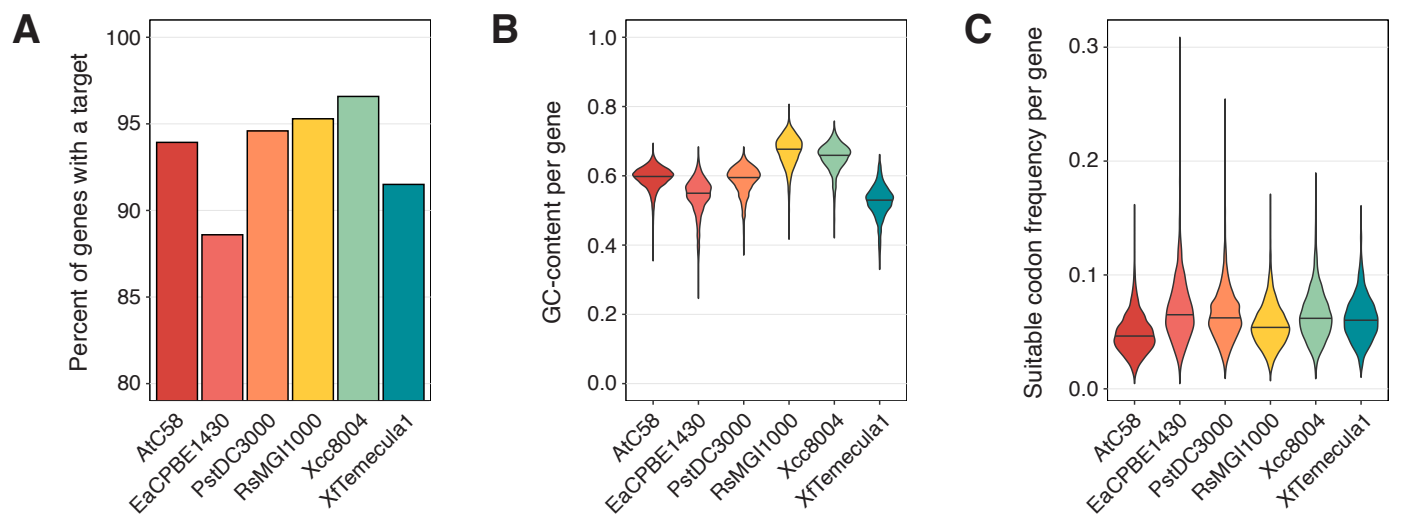 A
Percent of genes with a target
100
95
90
85
80
AtC58
EaCPBE1430
PstDC3000
RsMGI1000
Xcc8004
XfTemecula1
B
GC-content per gene
1.0
0.8
0.6
0.4
0.2
0.0
AtC58
EaCPBE1430
PstDC3000
RsMGI1000
Xcc8004
XfTemecula1
C
Suitable codon frequency per gene
0.3
0.2
0.1
0.0
AtC58
EaCPBE1430
PstDC3000
RsMGI1000
Xcc8004
XfTemecula1